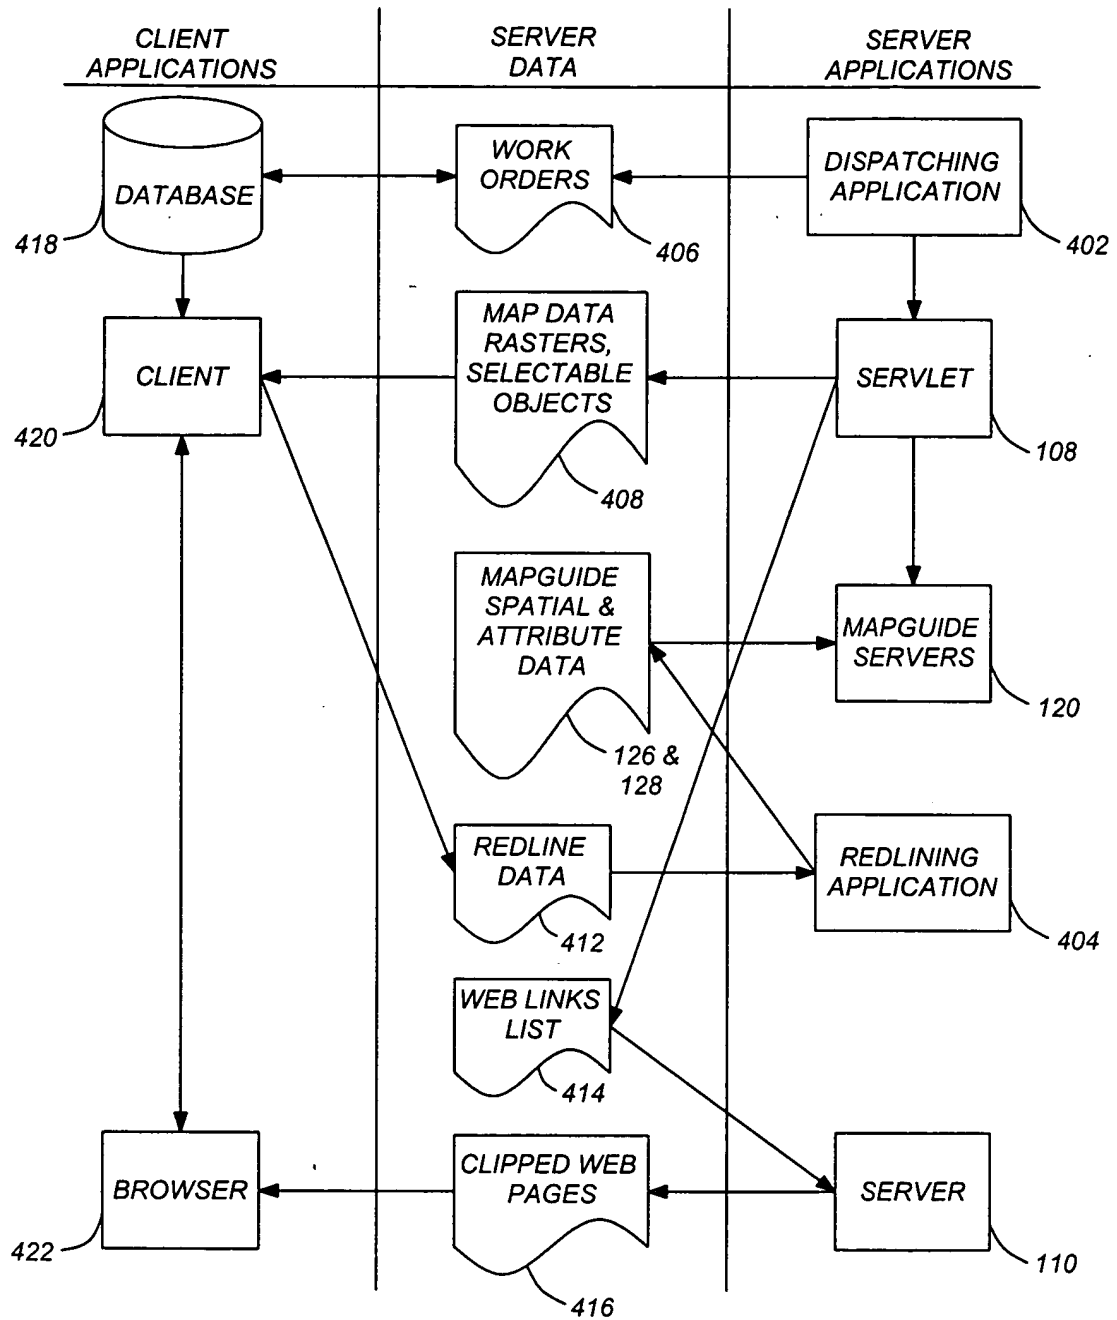 CLIENT
APPLICATIONS
SERVER
DATA
SERVER
APPLICATIONS
DATABASE
418
WORK
ORDERS
406
DISPATCHING
APPLICATION
402
CLIENT
420
MAP DATA
RASTERS,
SELECTABLE
OBJECTS
408
SERVLET
108
MAPGUIDE
SPATIAL &
ATTRIBUTE
DATA
126 &
128
MAPGUIDE
SERVERS
120
REDLINE
DATA
412
REDLINING
APPLICATION
404
WEB LINKS
LIST
414
BROWSER
422
CLIPPED WEB
PAGES
416
SERVER
110